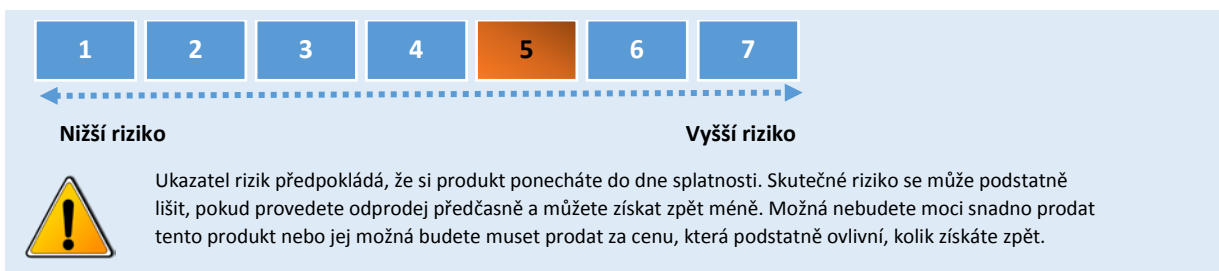 1 2 3 4 5 6 7
Nižší riziko Vyšší riziko
Ukazatel rizik předpokládá, že si produkt ponecháte do dne splatnosti. Skutečné riziko se může podstatně
lišit, pokud provedete odprodej předčasně a můžete získat zpět méně. Možná nebudete moci snadno prodat
tento produkt nebo jej možná budete muset prodat za cenu, která podstatně ovlivní, kolik získáte zpět.